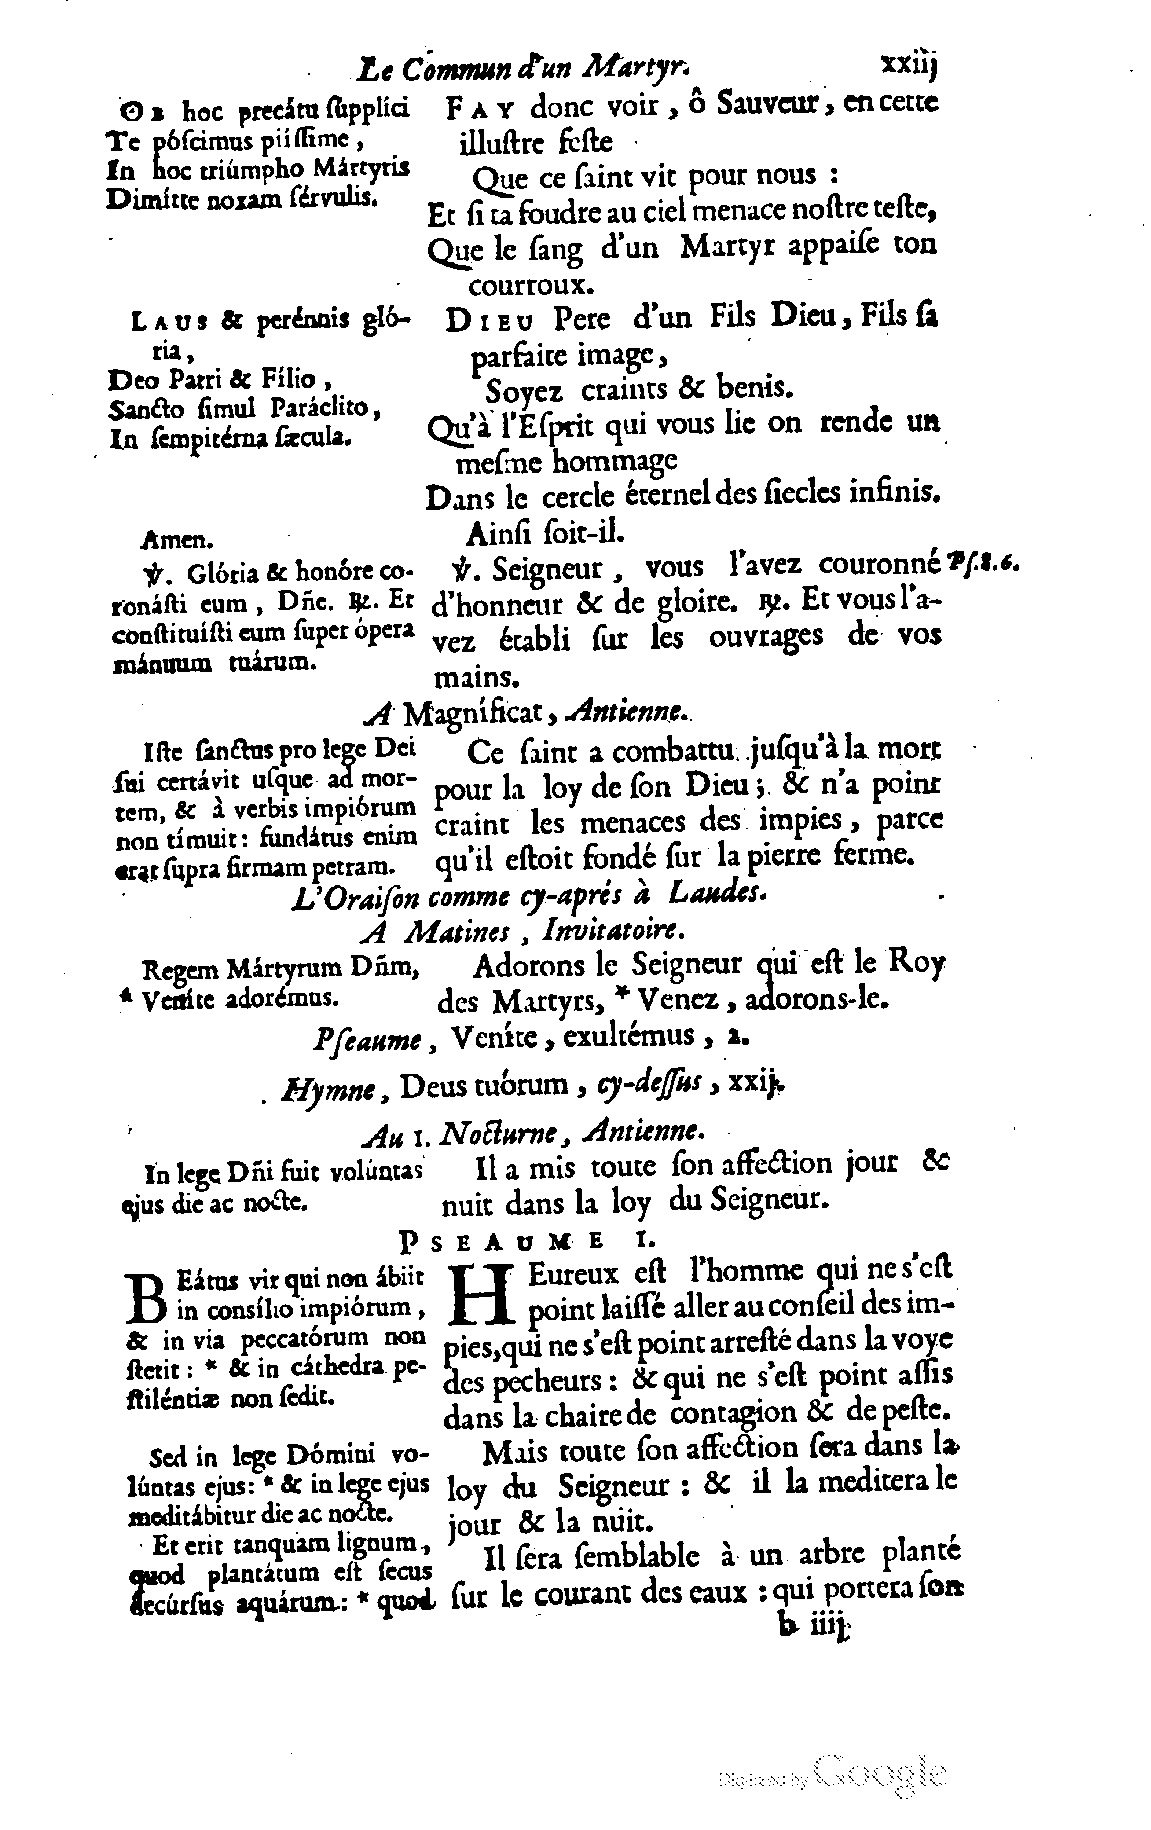 Le Commun d'un Martyr. xxiij
OB hoc precátu ſúpplici
Te póſcimus piíſſime,
In hoc triúmpho Mártyris
Dimítte noxam ſérvulis.
FAY donc voir, ô Sauveur, en cette
illuſtre feſte
Que ce ſaint vit pour nous :
Et ſi ta foudre au ciel menace noſtre teſte,
Que le ſang d'un Martyr appaiſe ton
courroux.
LAUS & perénnis gló-
ria,
Deo Patri & Fílio,
Sancto ſimul Paráclito,
In ſempitérna ſæcula.
DIEU Pere d'un Fils Dieu, Fils ſa
parfaite image,
Soyez craints & benis.
Qu'à l'Eſprit qui vous lie on rende un
meſme hommage
Dans le cercle éternel des ſiecles infinis.
Amen.
Ainſi ſoit-il.
℣. Glória & honóre co-
ronáſti eum, Dñe. ℟. Et
conſtituíſti eum ſuper ópera
mánuum tuárum.
℣. Seigneur, vous l'avez couronné
d'honneur & de gloire. ℟. Et vous l'a-
vez établi ſur les ouvrages de vos
mains.
Pſ. 8. 6.
A Magníficat, Antienne.
Iſte ſanctus pro lege Dei
ſui certávit uſque ad mor-
tem, & à verbis impiórum
non tímuit : fundátus enim
erat ſupra firmam petram.
Ce ſaint a combattu juſqu'à la mort
pour la loy de ſon Dieu ; & n'a point
craint les menaces des impies, parce
qu'il eſtoit fondé ſur la pierre ferme.
L'Oraiſon comme cy-aprés à Laudes.
A Matines, Invitatoire.
Regem Mártyrum Dñm,
* Veníte adorémus.
Adorons le Seigneur qui eſt le Roy
des Martyrs, * Venez, adorons-le.
Pſeaume, Veníte, exultémus, 2.
Hymne, Deus tuórum, cy-deſſus, xxij.
Au 1. Nocturne, Antienne.
In lege Dñi fuit volúntas
ejus die ac nocte.
Il a mis toute ſon affection jour &
nuit dans la loy du Seigneur.
PSEAUME 1.
BEátus vir qui non ábiit
in consílio impiórum,
& in via peccatórum non
ſtetit : * & in cáthedra pe-
ſtiléntiæ non ſedit.
HEureux eſt l'homme qui ne s'eſt
point laiſſé aller au conſeil des im-
pies, qui ne s'eſt point arreſté dans la voye
des pecheurs : & qui ne s'eſt point aſſis
dans la chaire de contagion & de peſte.
Sed in lege Dómini vo-
lúntas ejus: * & in lege ejus
meditábitur die ac nocte.
Mais toute ſon affection ſera dans la
loy du Seigneur : & il la meditera le
jour & la nuit.
Et erit tanquam lignum,
quod plantátum eſt ſecus
decúrſus aquárum: * quod
Il ſera ſemblable à un arbre planté
ſur le courant des eaux : qui portera ſon
b iiij
Digitized by Google